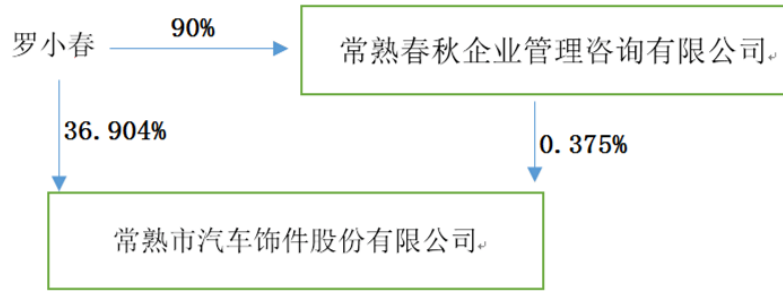 90%
罗小春
常熟春秋企业管理咨询有限公司
36.904%
0.375%
常熟市汽车饰件股份有限公司